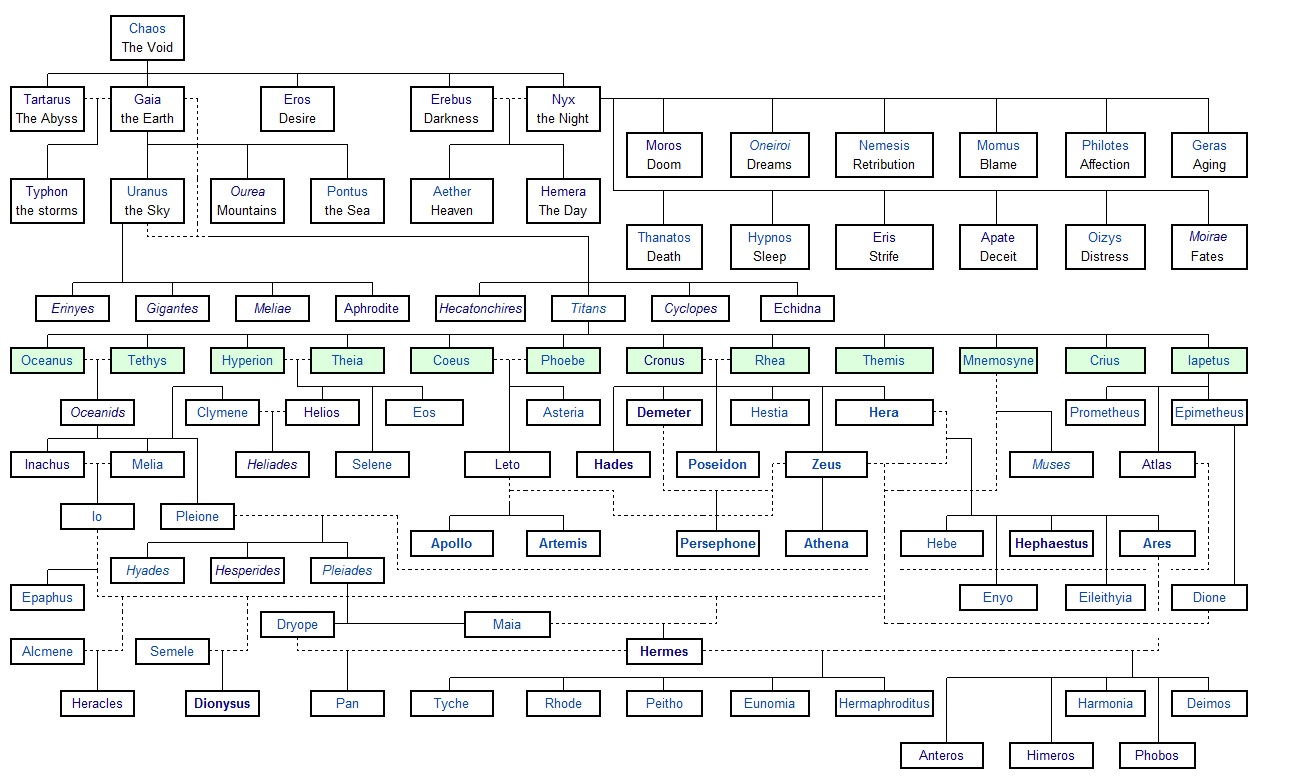 Chaos
The Void
Tartarus
The Abyss
Gaia
the Earth
Eros
Desire
Erebus
Darkness
Nyx
the Night
Moros
Doom
Oneiroi
Dreams
Nemesis
Retribution
Momus
Blame
Philotes
Affection
Geras
Aging
Typhon
the storms
Uranus
the Sky
Ourea
Mountains
Pontus
the Sea
Aether
Heaven
Hemera
The Day
Thanatos
Death
Hypnos
Sleep
Eris
Strife
Apate
Deceit
Oizys
Distress
Moirae
Fates
Erinyes
Gigantes
Meliae
Aphrodite
Hecatonchires
Titans
Cyclopes
Echidna
Oceanus
Tethys
Hyperion
Theia
Coeus
Phoebe
Cronus
Rhea
Themis
Mnemosyne
Crius
Iapetus
Oceanids
Clymene
Helios
Eos
Asteria
Demeter
Hestia
Hera
Prometheus
Epimetheus
Inachus
Melia
Heliades
Selene
Leto
Hades
Poseidon
Zeus
Muses
Atlas
Io
Pleione
Apollo
Artemis
Persephone
Athena
Hebe
Hephaestus
Ares
Hyades
Hesperides
Pleiades
Epaphus
Enyo
Eileithyia
Dione
Dryope
Maia
Alcmene
Semele
Hermes
Heracles
Dionysus
Pan
Tyche
Rhode
Peitho
Eunomia
Hermaphroditus
Harmonia
Deimos
Anteros
Himeros
Phobos